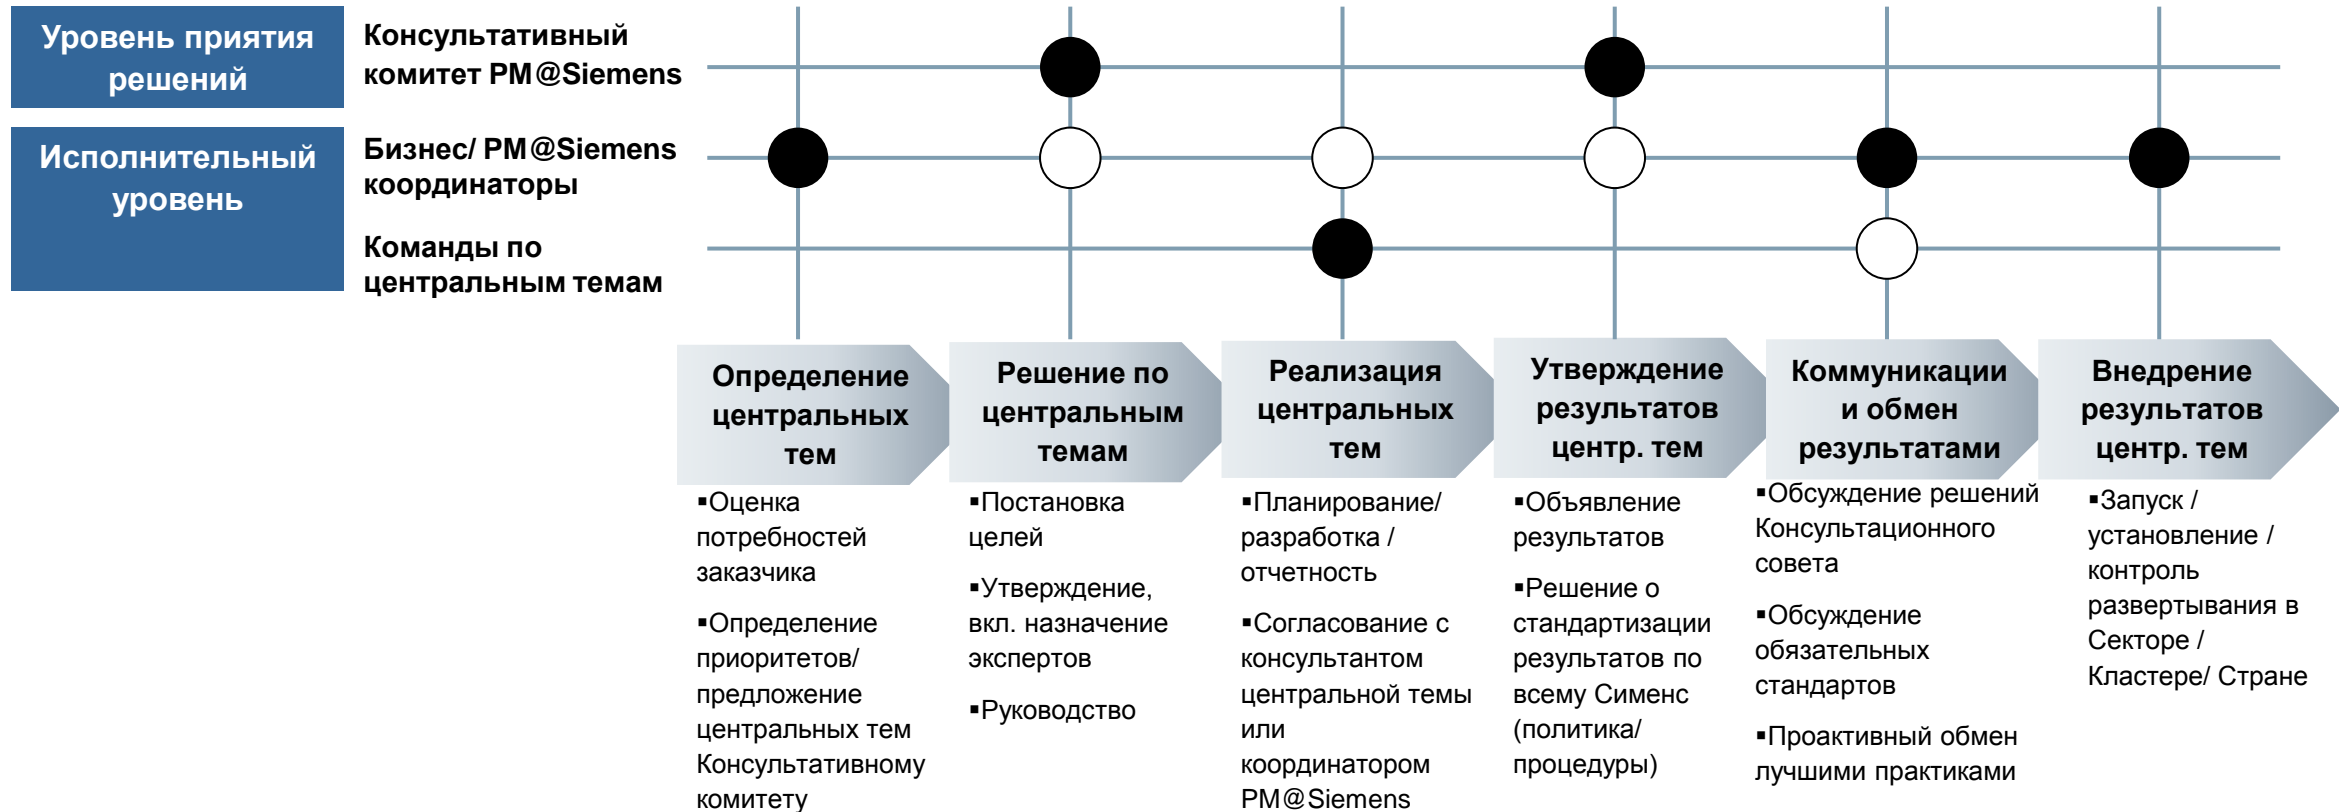 Уровень приятия
решений
Консультативный
комитет PM@Siemens
Исполнительный
уровень
Бизнес/ PM@Siemens
координаторы
Команды по
центральным темам
Определение
центральных
тем
Решение по
центральным
темам
Реализация
центральных
тем
Утверждение
результатов
центр. тем
Коммуникации
и обмен
результатами
Внедрение
результатов
центр. тем
▪Оценка
потребностей
заказчика
▪Определение
приоритетов/
предложение
центральных тем
Консультативному
комитету
▪Постановка
целей
▪Утверждение,
вкл. назначение
экспертов
▪Руководство
▪Планирование/
разработка /
отчетность
▪Согласование с
консультантом
центральной темы
или
координатором
PM@Siemens
▪Объявление
результатов
▪Решение о
стандартизации
результатов по
всему Сименс
(политика/
процедуры)
▪Обсуждение решений
Консультационного
совета
▪Обсуждение
обязательных
стандартов
▪Проактивный обмен
лучшими практиками
▪Запуск /
установление /
контроль
развертывания в
Секторе /
Кластере/ Стране